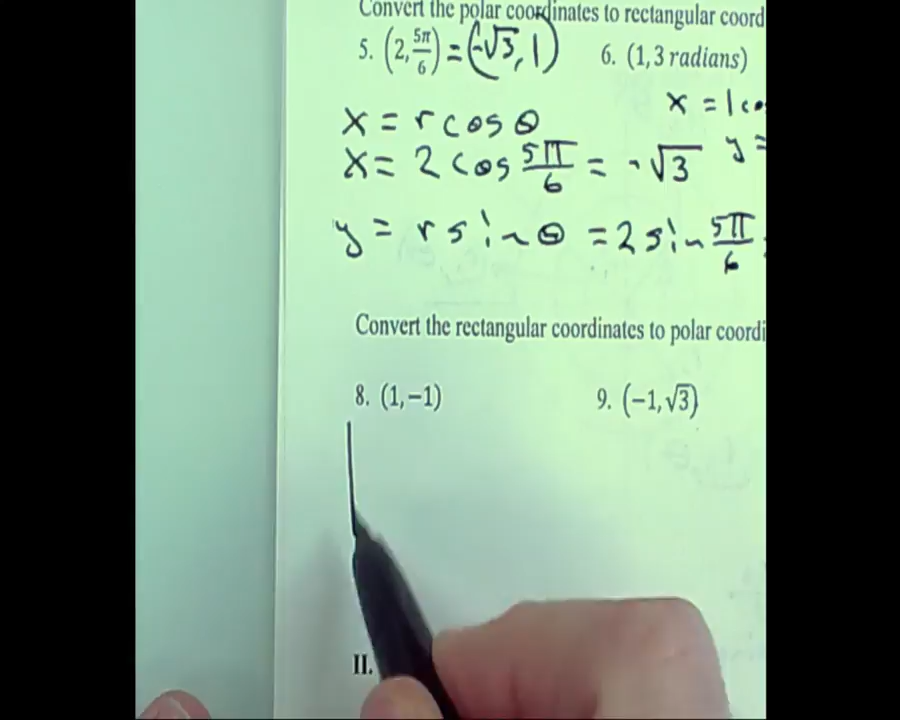 Convert the polar coordinates to rectangular coord
5. (2, 5π/6) = (-√3, 1) 6. (1, 3 radians)
x = r cos θ x = 1 co
x = 2 cos 5π/6 = -√3 y =
y = r sin θ = 2 sin 5π/6
Convert the rectangular coordinates to polar coordi
8. (1, −1) 9. (−1, √3)
II.